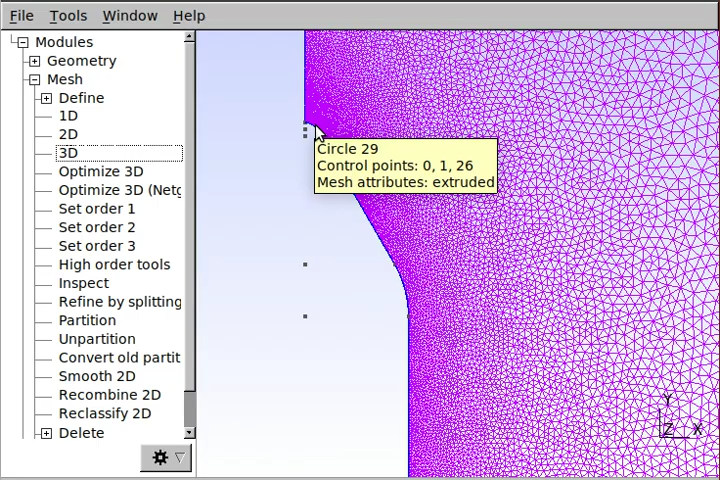 File Tools Window Help
Modules
Geometry
Mesh
Define
1D
2D
3D
Optimize 3D
Optimize 3D (Netg
Set order 1
Set order 2
Set order 3
High order tools
Inspect
Refine by splitting
Partition
Unpartition
Convert old partit
Smooth 2D
Recombine 2D
Reclassify 2D
Delete
Circle 29
Control points: 0, 1, 26
Mesh attributes: extruded
Y
Z X